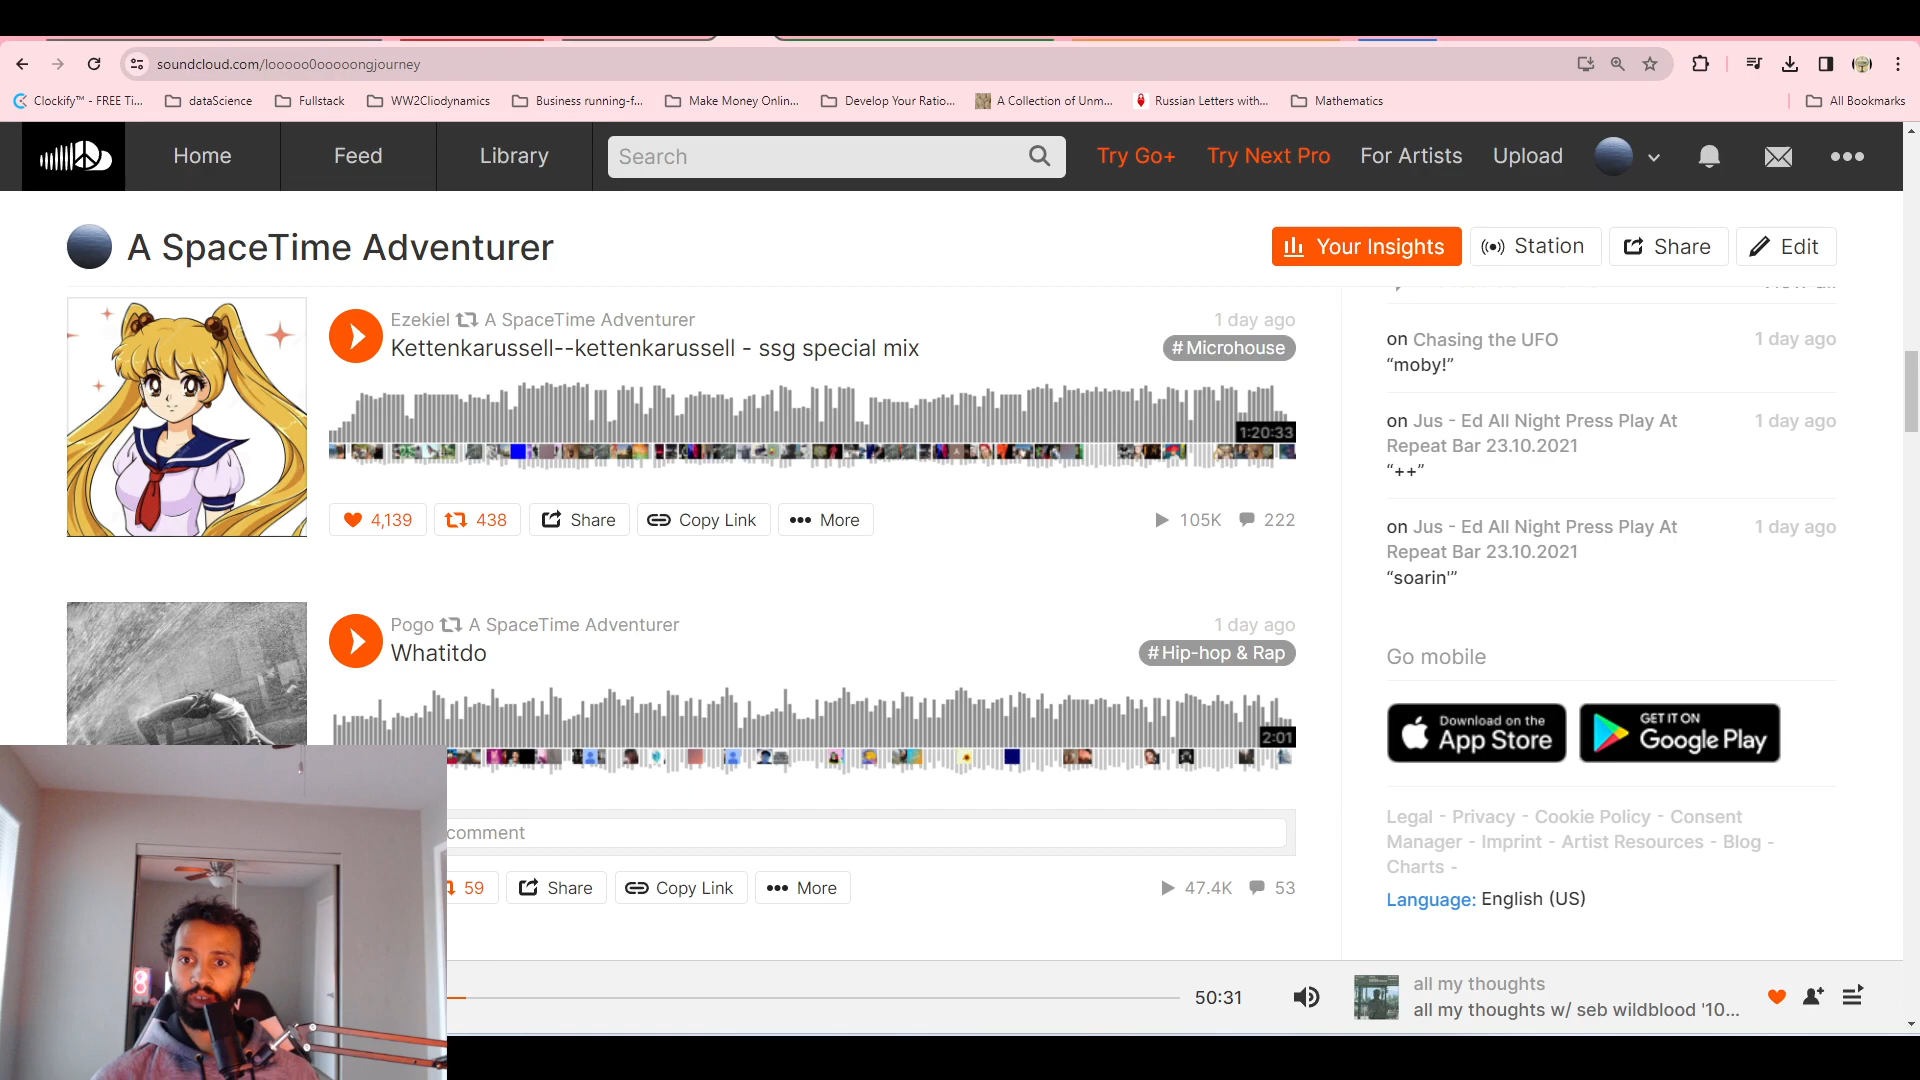 soundcloud.com/looooo0ooooongjourney
Clockify™ - FREE Ti...
dataScience
Fullstack
WW2Cliodynamics
Business running-f...
Make Money Onlin...
Develop Your Ratio...
A Collection of Unm...
Russian Letters with...
Mathematics
All Bookmarks
Home
Feed
Library
Search
Try Go+
Try Next Pro
For Artists
Upload
A SpaceTime Adventurer
Your Insights
Station
Share
Edit
Ezekiel A SpaceTime Adventurer
1 day ago
Kettenkarussell--kettenkarussell - ssg special mix
# Microhouse
1:20:33
4,139
438
Share
Copy Link
More
105K
222
Pogo A SpaceTime Adventurer
1 day ago
Whatitdo
# Hip-hop & Rap
2:01
comment
59
Share
Copy Link
More
47.4K
53
on Chasing the UFO
1 day ago
“moby!”
on Jus - Ed All Night Press Play At
Repeat Bar 23.10.2021
1 day ago
“++”
on Jus - Ed All Night Press Play At
Repeat Bar 23.10.2021
1 day ago
“soarin'”
Go mobile
Download on the
App Store
GET IT ON
Google Play
Legal - Privacy - Cookie Policy - Consent
Manager - Imprint - Artist Resources - Blog -
Charts -
Language: English (US)
50:31
all my thoughts
all my thoughts w/ seb wildblood '10...